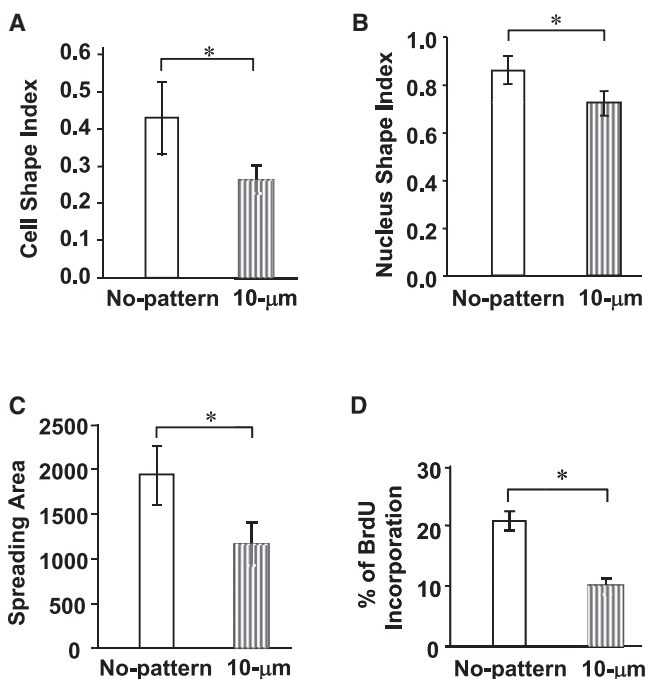 A
Cell Shape Index
0.6
0.5
0.4
0.3
0.2
0.1
0.0
*
No-pattern 10-μm
B
Nucleus Shape Index
1.0
0.8
0.6
0.4
0.2
0.0
*
No-pattern 10-μm
C
Spreading Area
2500
2000
1500
1000
500
0
*
No-pattern 10-μm
D
% of BrdU
Incorporation
30
20
10
0
*
No-pattern 10-μm